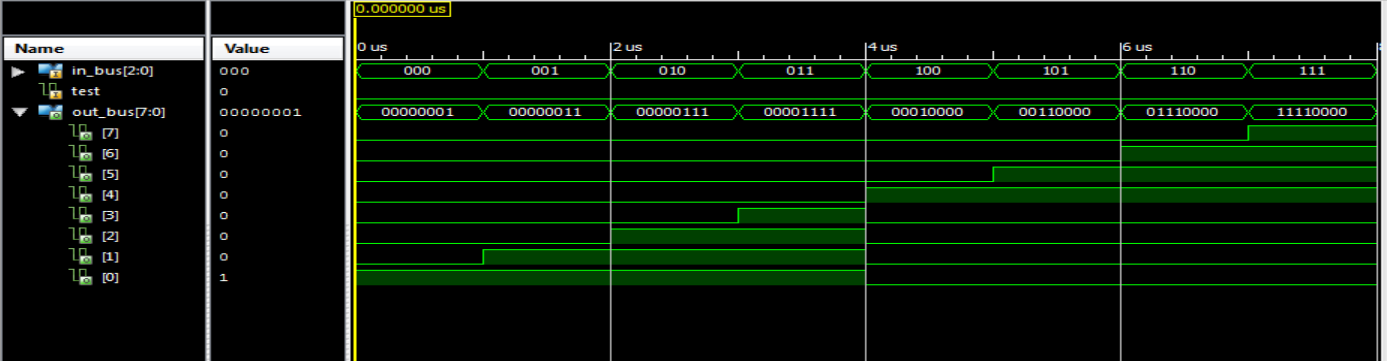 0.000000 us
Name Value 0 us 2 us 4 us 6 us
in_bus[2:0] 000 000 001 010 011 100 101 110 111
test 0
out_bus[7:0] 00000001 00000001 00000011 00000111 00001111 00010000 00110000 01110000 11110000
[7] 0
[6] 0
[5] 0
[4] 0
[3] 0
[2] 0
[1] 0
[0] 1